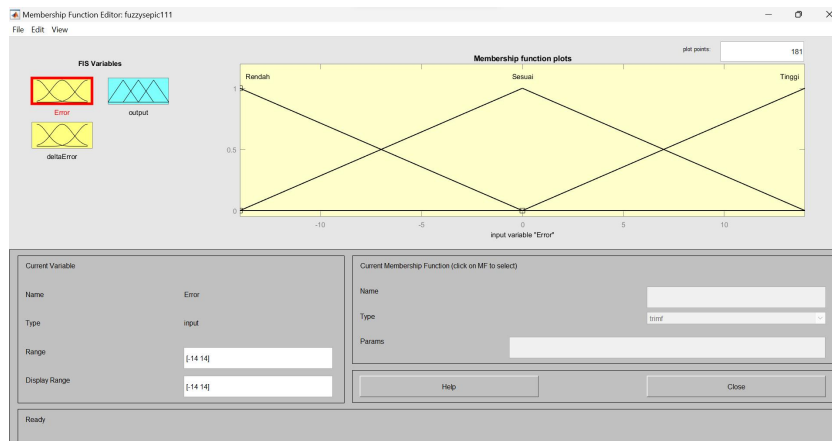 Membership Function Editor: fuzzysepic111
File Edit View
FIS Variables
Membership function plots
plot points: 181
Rendah Sesuai Tinggi
Error
output
deltaError
1
0.5
0
-10 -5 0 5 10
input variable "Error"
Current Variable
Name Error
Type input
Range [-14 14]
Display Range [-14 14]
Current Membership Function (click on MF to select)
Name
Type trimf
Params
Help Close
Ready